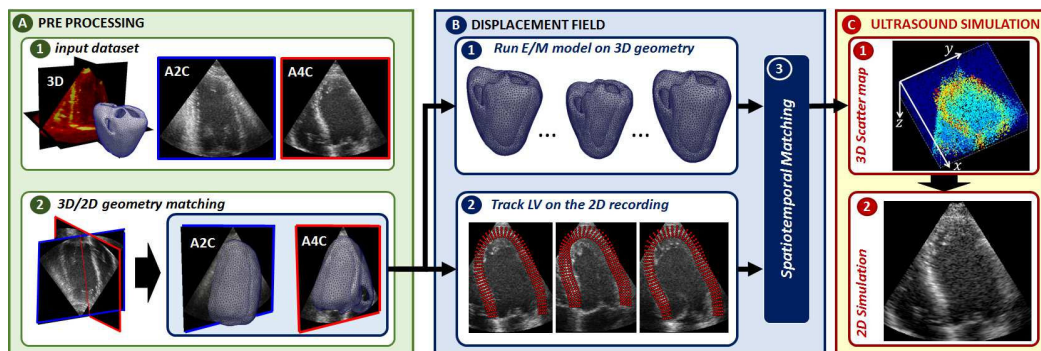 A PRE PROCESSING
1 input dataset
3D
A2C
A4C
2 3D/2D geometry matching
A2C
A4C
B DISPLACEMENT FIELD
1 Run E/M model on 3D geometry
... ...
2 Track LV on the 2D recording
3 Spatiotemporal Matching
C ULTRASOUND SIMULATION
1 3D Scatter map
y
z
x
2 2D Simulation